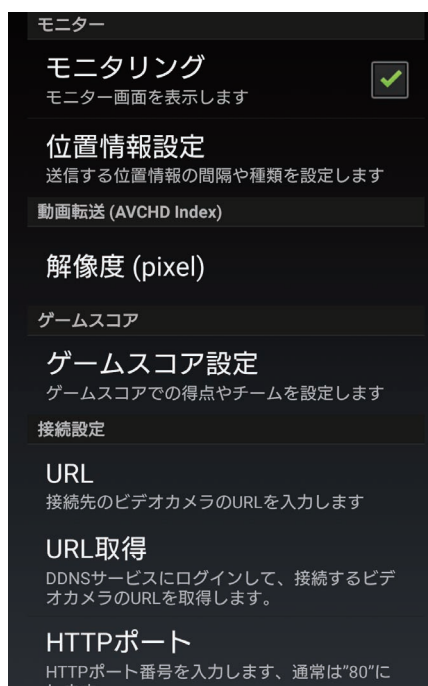 モニター
モニタリング
モニター画面を表示します
位置情報設定
送信する位置情報の間隔や種類を設定します
動画転送 (AVCHD Index)
解像度 (pixel)
ゲームスコア
ゲームスコア設定
ゲームスコアでの得点やチームを設定します
接続設定
URL
接続先のビデオカメラのURLを入力します
URL取得
DDNSサービスにログインして、接続するビデ
オカメラのURLを取得します。
HTTPポート
HTTPポート番号を入力します、通常は"80"に